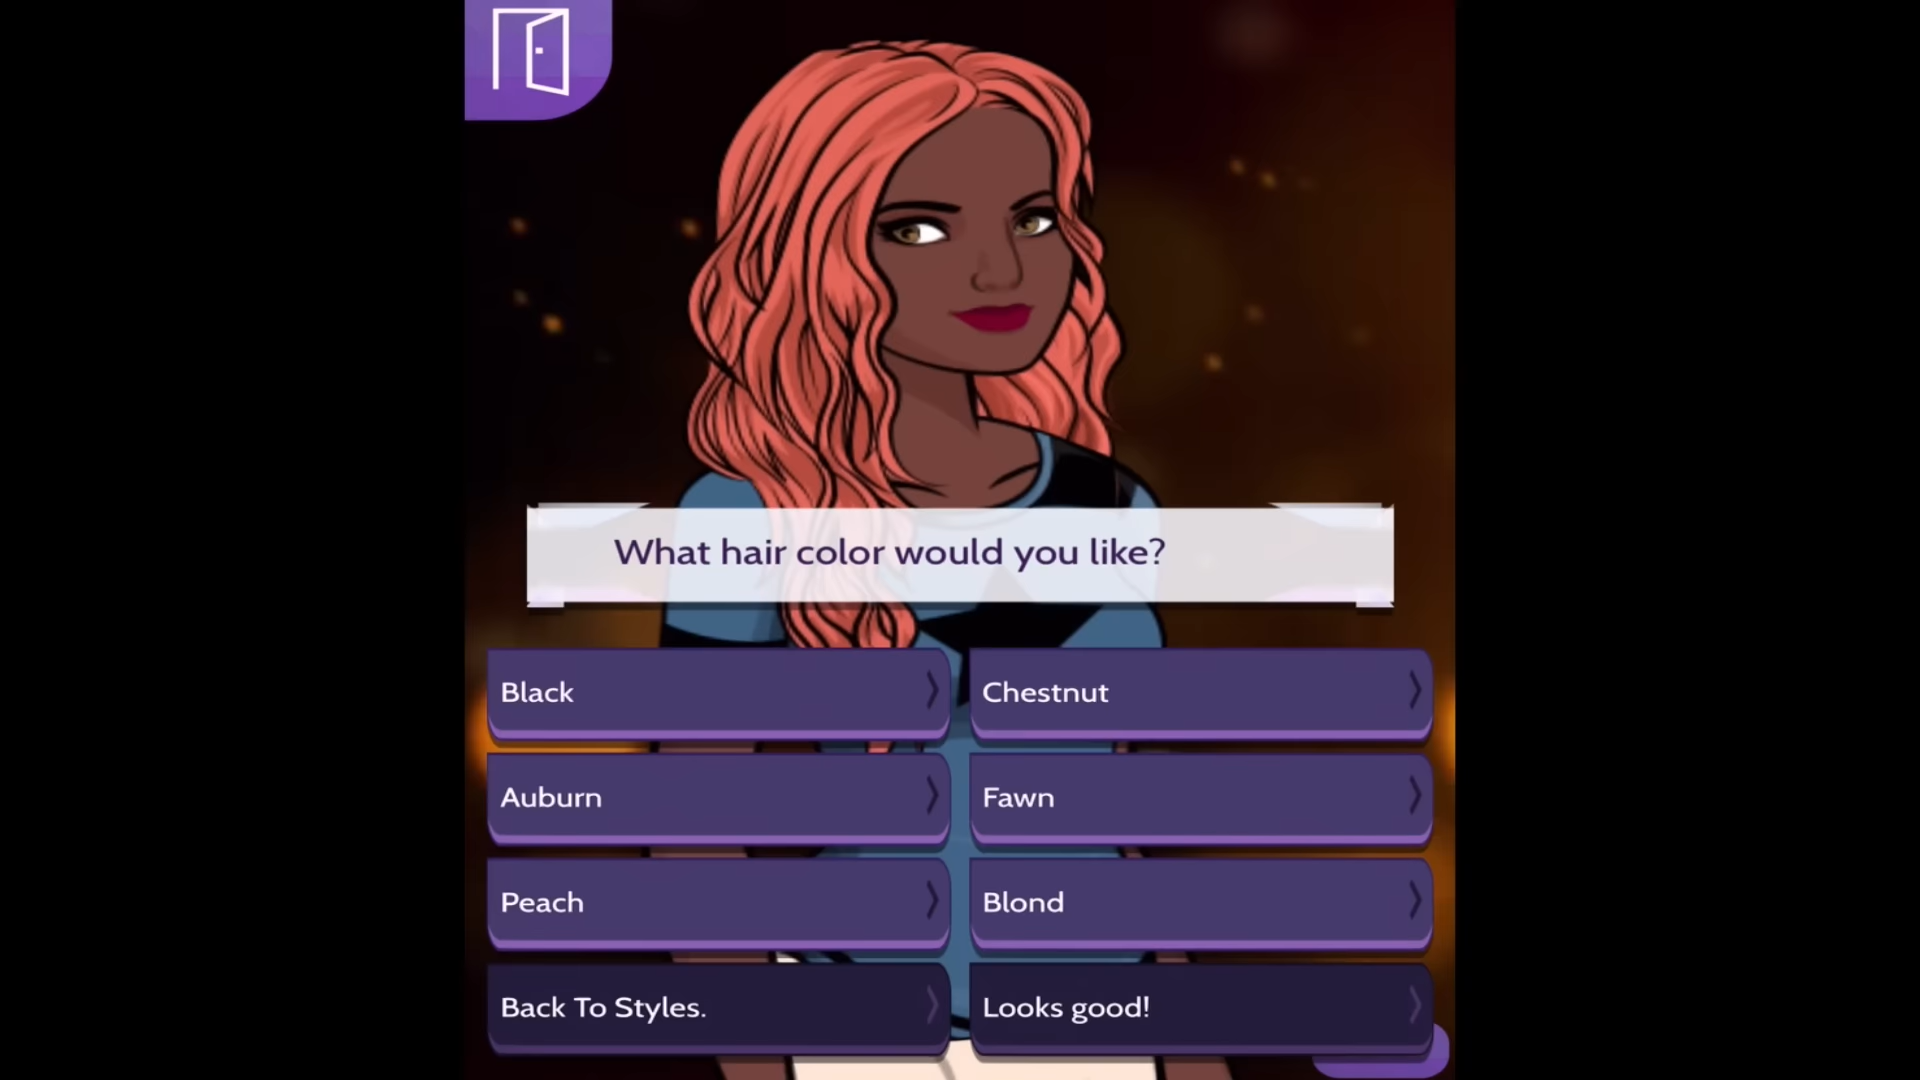 What hair color would you like?
Black
Chestnut
Auburn
Fawn
Peach
Blond
Back To Styles.
Looks good!